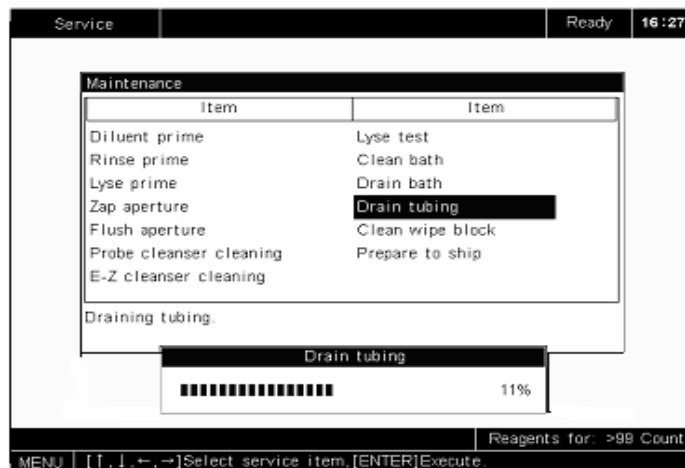 Service Ready 16:27
Maintenance
Item Item
Diluent prime Lyse test
Rinse prime Clean bath
Lyse prime Drain bath
Zap aperture Drain tubing
Flush aperture Clean wipe block
Probe cleanser cleaning Prepare to ship
E-Z cleanser cleaning
Draining tubing.
Drain tubing
11%
Reagents for: >99 Count
MENU [↑,↓,←,→]Select service item,[ENTER]Execute.